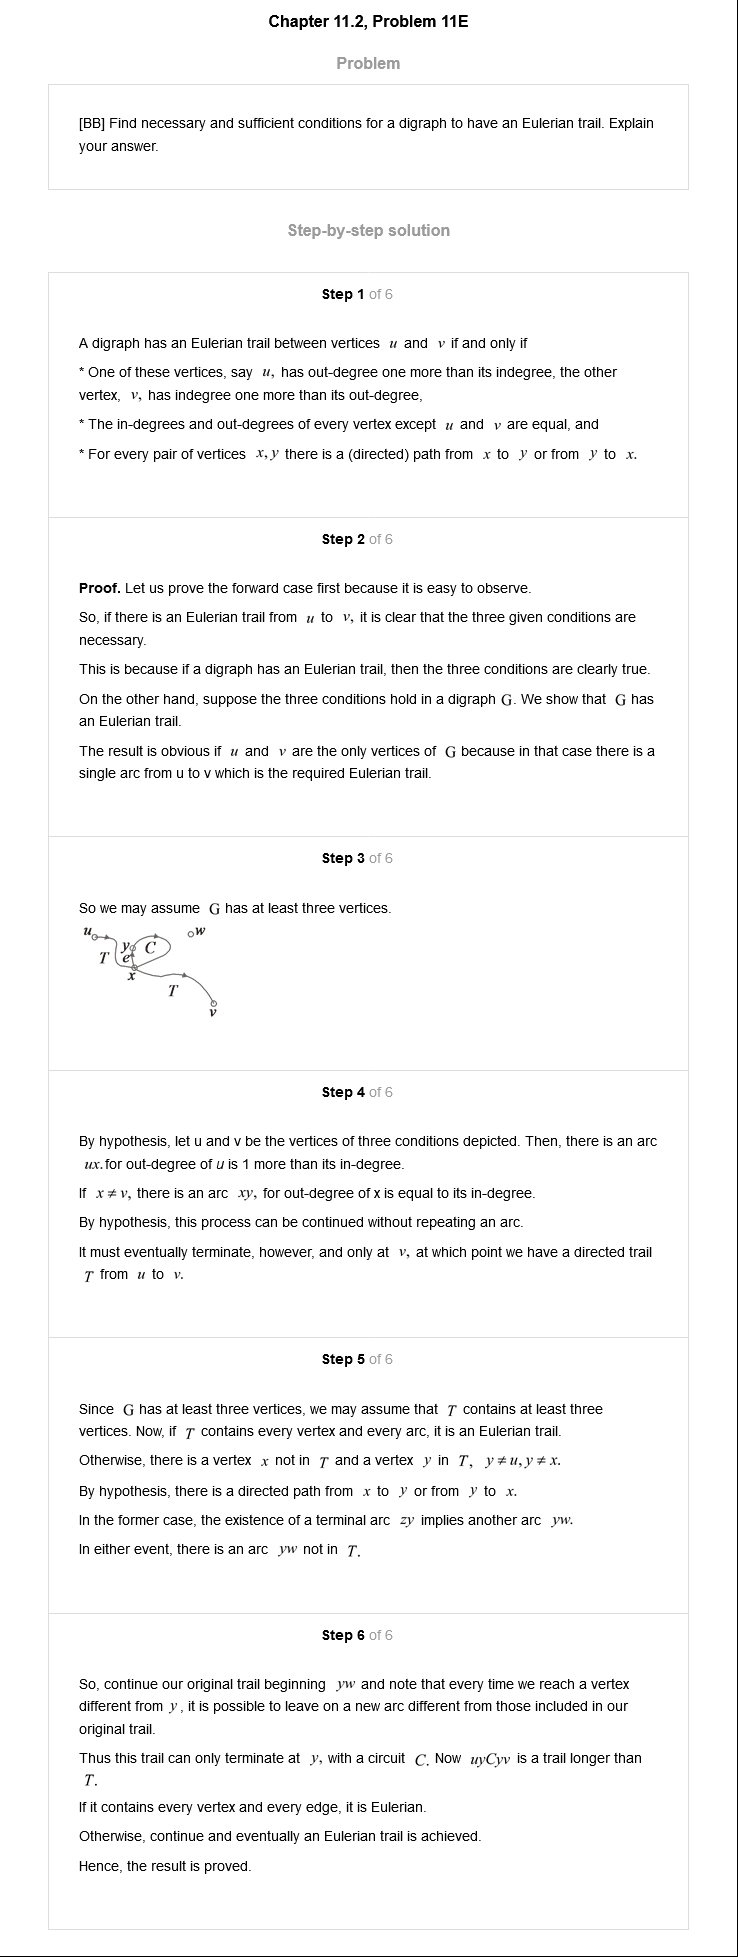 Chapter 11.2, Problem 11E
Problem
[BB] Find necessary and sufficient conditions for a digraph to have an Eulerian trail. Explain
your answer.
Step-by-step solution
Step 1 of 6
A digraph has an Eulerian trail between vertices u and v if and only if
* One of these vertices, say u, has out-degree one more than its indegree, the other
vertex, v, has indegree one more than its out-degree,
* The in-degrees and out-degrees of every vertex except u and v are equal, and
* For every pair of vertices x, y there is a (directed) path from x to y or from y to x.
Step 2 of 6
Proof. Let us prove the forward case first because it is easy to observe.
So, if there is an Eulerian trail from u to v, it is clear that the three given conditions are
necessary.
This is because if a digraph has an Eulerian trail, then the three conditions are clearly true.
On the other hand, suppose the three conditions hold in a digraph G. We show that G has
an Eulerian trail.
The result is obvious if u and v are the only vertices of G because in that case there is a
single arc from u to v which is the required Eulerian trail.
Step 3 of 6
So we may assume G has at least three vertices.
u
w
y
C
T
e
x
T
v
Step 4 of 6
By hypothesis, let u and v be the vertices of three conditions depicted. Then, there is an arc
ux.for out-degree of u is 1 more than its in-degree.
If x ≠ v, there is an arc xy, for out-degree of x is equal to its in-degree.
By hypothesis, this process can be continued without repeating an arc.
It must eventually terminate, however, and only at v, at which point we have a directed trail
T from u to v.
Step 5 of 6
Since G has at least three vertices, we may assume that T contains at least three
vertices. Now, if T contains every vertex and every arc, it is an Eulerian trail.
Otherwise, there is a vertex x not in T and a vertex y in T, y ≠ u, y ≠ x.
By hypothesis, there is a directed path from x to y or from y to x.
In the former case, the existence of a terminal arc zy implies another arc yw.
In either event, there is an arc yw not in T.
Step 6 of 6
So, continue our original trail beginning yw and note that every time we reach a vertex
different from y, it is possible to leave on a new arc different from those included in our
original trail.
Thus this trail can only terminate at y, with a circuit C. Now uyCyv is a trail longer than
T.
If it contains every vertex and every edge, it is Eulerian.
Otherwise, continue and eventually an Eulerian trail is achieved.
Hence, the result is proved.